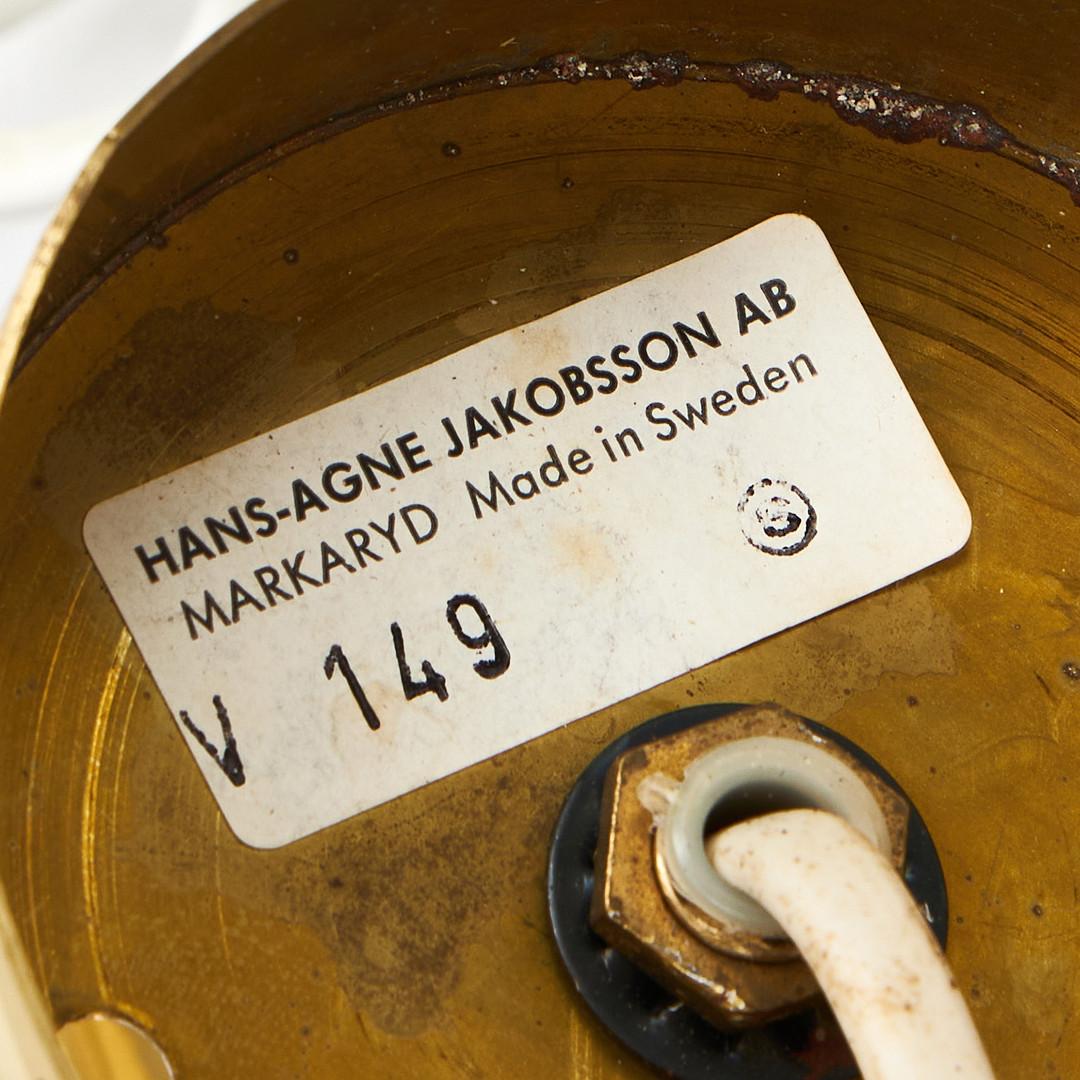 HANS-AGNE JAKOBSSON AB
MARKARYD Made in Sweden
V 149